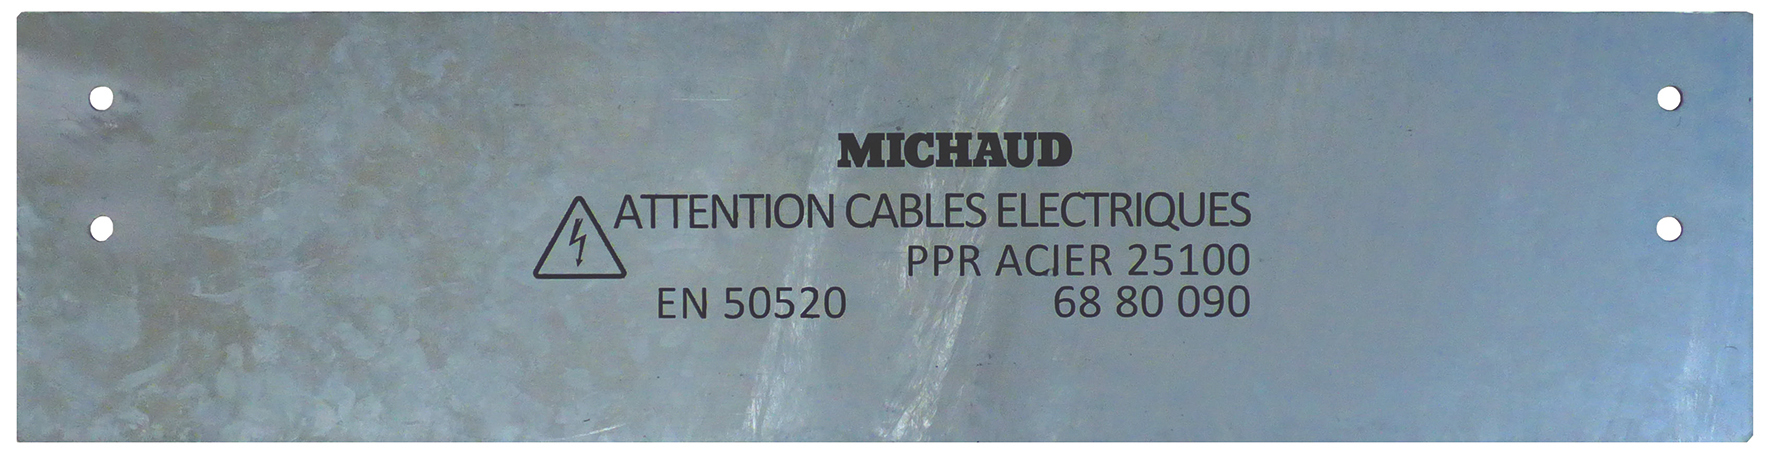 MICHAUD
ATTENTION CABLES ELECTRIQUES
PPR ACIER 25100
EN 50520 68 80 090